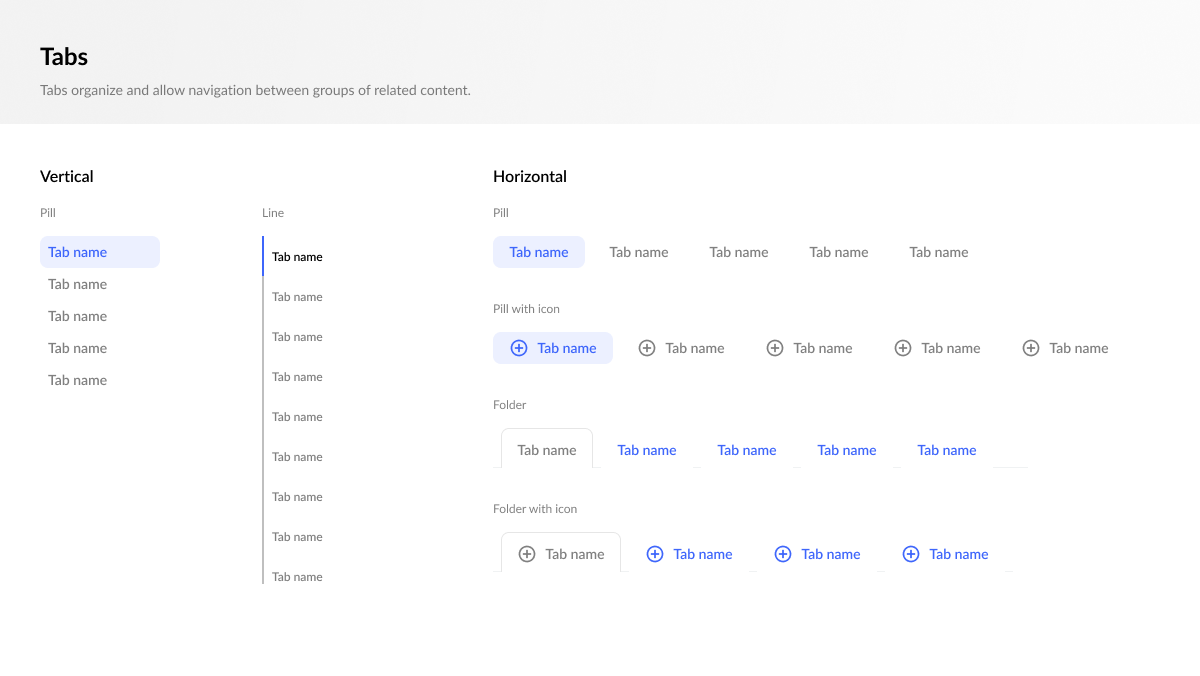 Tabs
Tabs organize and allow navigation between groups of related content.
Vertical
Pill
Tab name
Tab name
Tab name
Tab name
Tab name
Line
Tab name
Tab name
Tab name
Tab name
Tab name
Tab name
Tab name
Tab name
Tab name
Horizontal
Pill
Tab name Tab name Tab name Tab name Tab name
Pill with icon
Tab name Tab name Tab name Tab name Tab name
Folder
Tab name Tab name Tab name Tab name Tab name
Folder with icon
Tab name Tab name Tab name Tab name